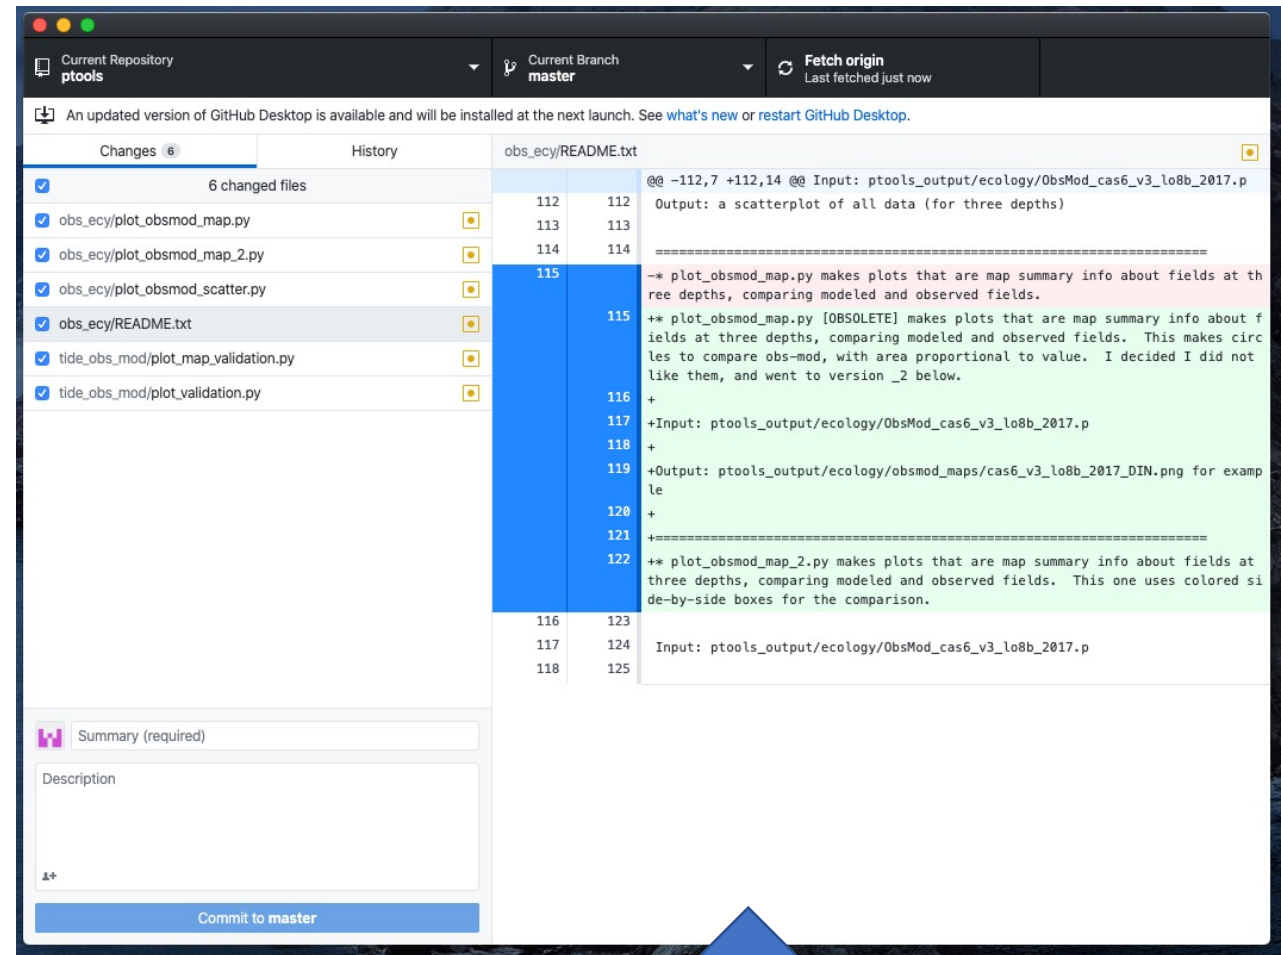 Current Repository
ptools
Current Branch
master
Fetch origin
Last fetched just now
An updated version of GitHub Desktop is available and will be installed at the next launch. See what's new or restart GitHub Desktop.
Changes 6
History
obs_ecy/README.txt
6 changed files
obs_ecy/plot_obsmod_map.py
obs_ecy/plot_obsmod_map_2.py
obs_ecy/plot_obsmod_scatter.py
obs_ecy/README.txt
tide_obs_mod/plot_map_validation.py
tide_obs_mod/plot_validation.py
@@ -112,7 +112,14 @@ Input: ptools_output/ecology/ObsMod_cas6_v3_lo8b_2017.p
112 112 Output: a scatterplot of all data (for three depths)
113 113
114 114 ======================================================================
115 -* plot_obsmod_map.py makes plots that are map summary info about fields at th
ree depths, comparing modeled and observed fields.
115 +* plot_obsmod_map.py [OBSOLETE] makes plots that are map summary info about f
ields at three depths, comparing modeled and observed fields.  This makes circ
les to compare obs-mod, with area proportional to value.  I decided I did not
like them, and went to version _2 below.
116 +
117 +Input: ptools_output/ecology/ObsMod_cas6_v3_lo8b_2017.p
118 +
119 +Output: ptools_output/ecology/obsmod_maps/cas6_v3_lo8b_2017_DIN.png for examp
le
120 +
121 +======================================================================
122 +* plot_obsmod_map_2.py makes plots that are map summary info about fields at
three depths, comparing modeled and observed fields.  This one uses colored si
de-by-side boxes for the comparison.
116 123
117 124 Input: ptools_output/ecology/ObsMod_cas6_v3_lo8b_2017.p
118 125
Summary (required)
Description
Commit to master